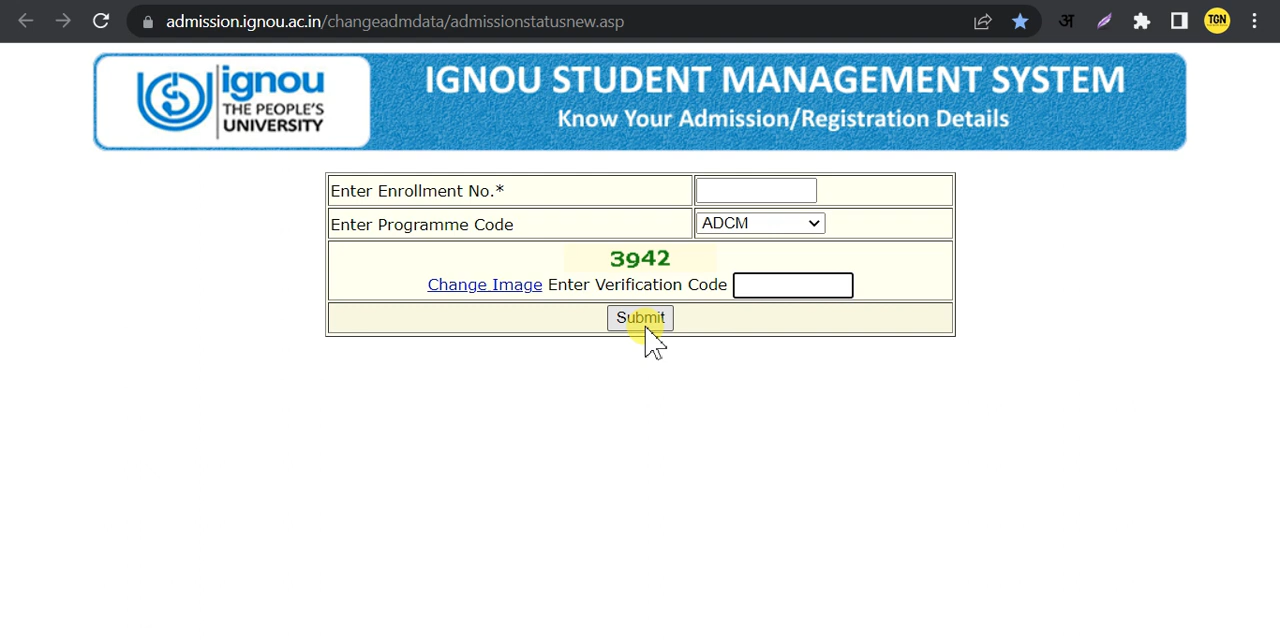 admission.ignou.ac.in/changeadmdata/admissionstatusnew.asp
अ
TGN
ignou
THE PEOPLE'S
UNIVERSITY
IGNOU STUDENT MANAGEMENT SYSTEM
Know Your Admission/Registration Details
Enter Enrollment No.*
Enter Programme Code ADCM
3942
Change Image Enter Verification Code
Submit